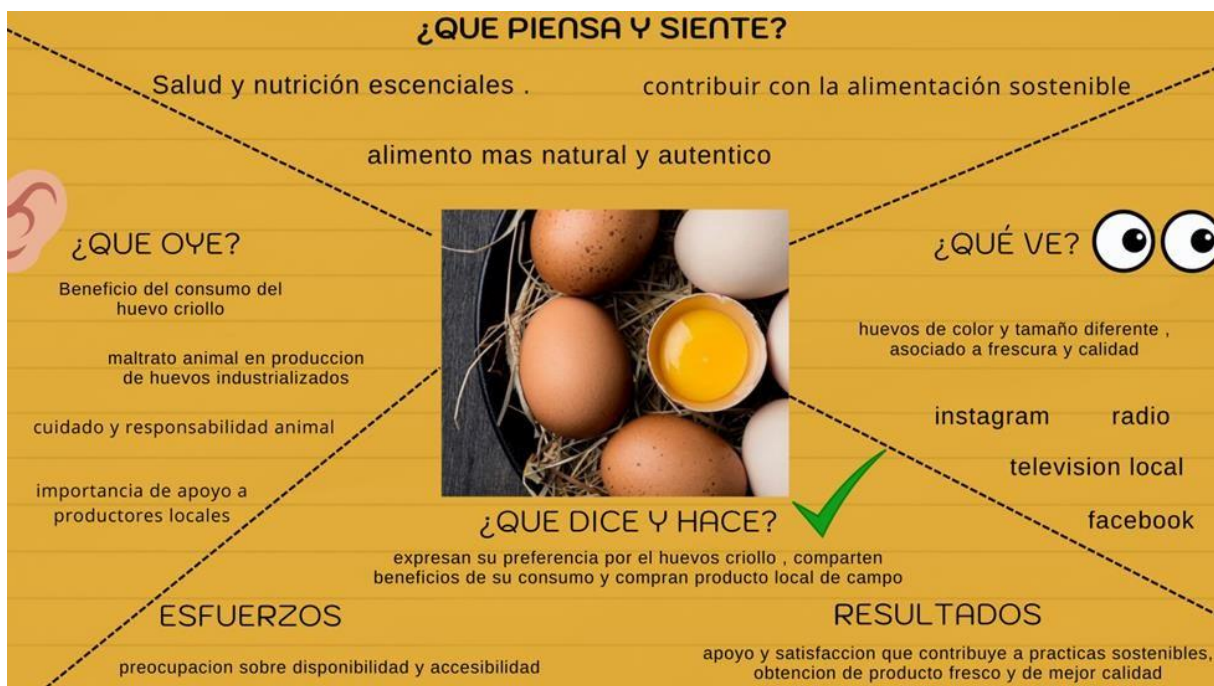 ¿QUE PIENSA Y SIENTE?
Salud y nutrición escenciales .
contribuir con la alimentación sostenible
alimento mas natural y autentico
¿QUE OYE?
Beneficio del consumo del
huevo criollo
maltrato animal en produccion
de huevos industrializados
cuidado y responsabilidad animal
importancia de apoyo a
productores locales
¿QUÉ VE?
huevos de color y tamaño diferente ,
asociado a frescura y calidad
instagram
radio
television local
facebook
¿QUE DICE Y HACE?
expresan su preferencia por el huevos criollo , comparten
beneficios de su consumo y compran producto local de campo
ESFUERZOS
preocupacion sobre disponibilidad y accesibilidad
RESULTADOS
apoyo y satisfaccion que contribuye a practicas sostenibles,
obtencion de producto fresco y de mejor calidad